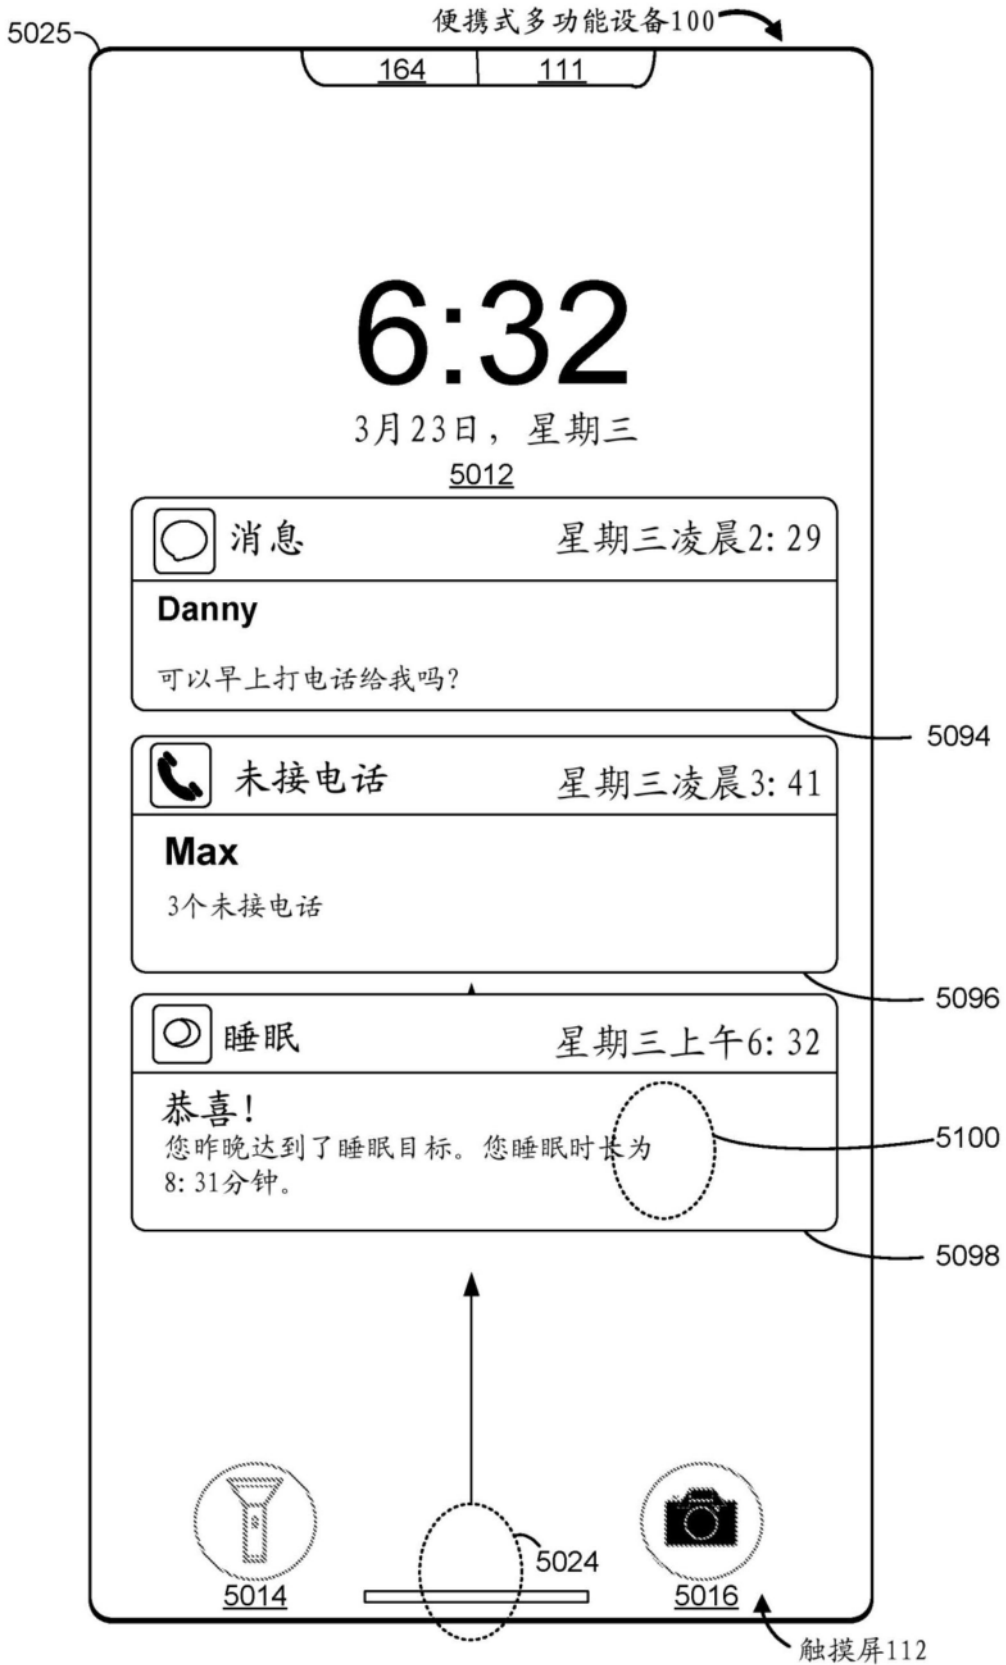 便携式多功能设备100
5025
164 111
6:32
3月23日，星期三
5012
消息 星期三凌晨2: 29
Danny
可以早上打电话给我吗?
5094
未接电话 星期三凌晨3: 41
Max
3个未接电话
5096
睡眠 星期三上午6: 32
恭喜!
您昨晚达到了睡眠目标。您睡眠时长为
8: 31分钟。
5100
5098
5024
5014 5016
触摸屏112